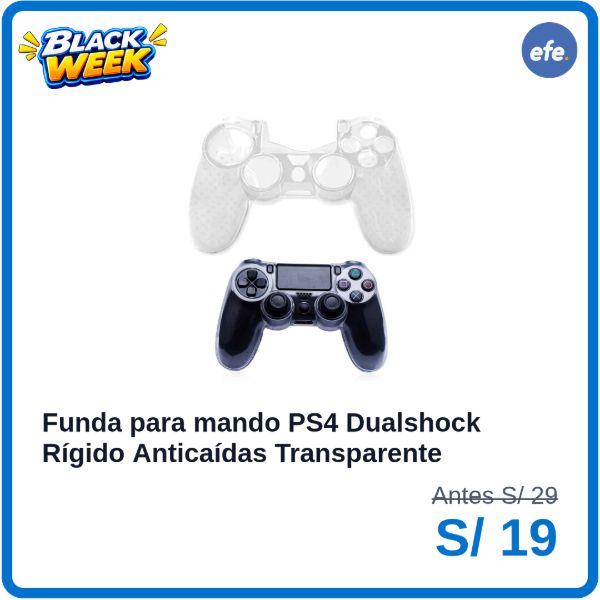 BLACK
WEEK
efe.
Funda para mando PS4 Dualshock
Rígido Anticaídas Transparente
Antes S/ 29
S/ 19